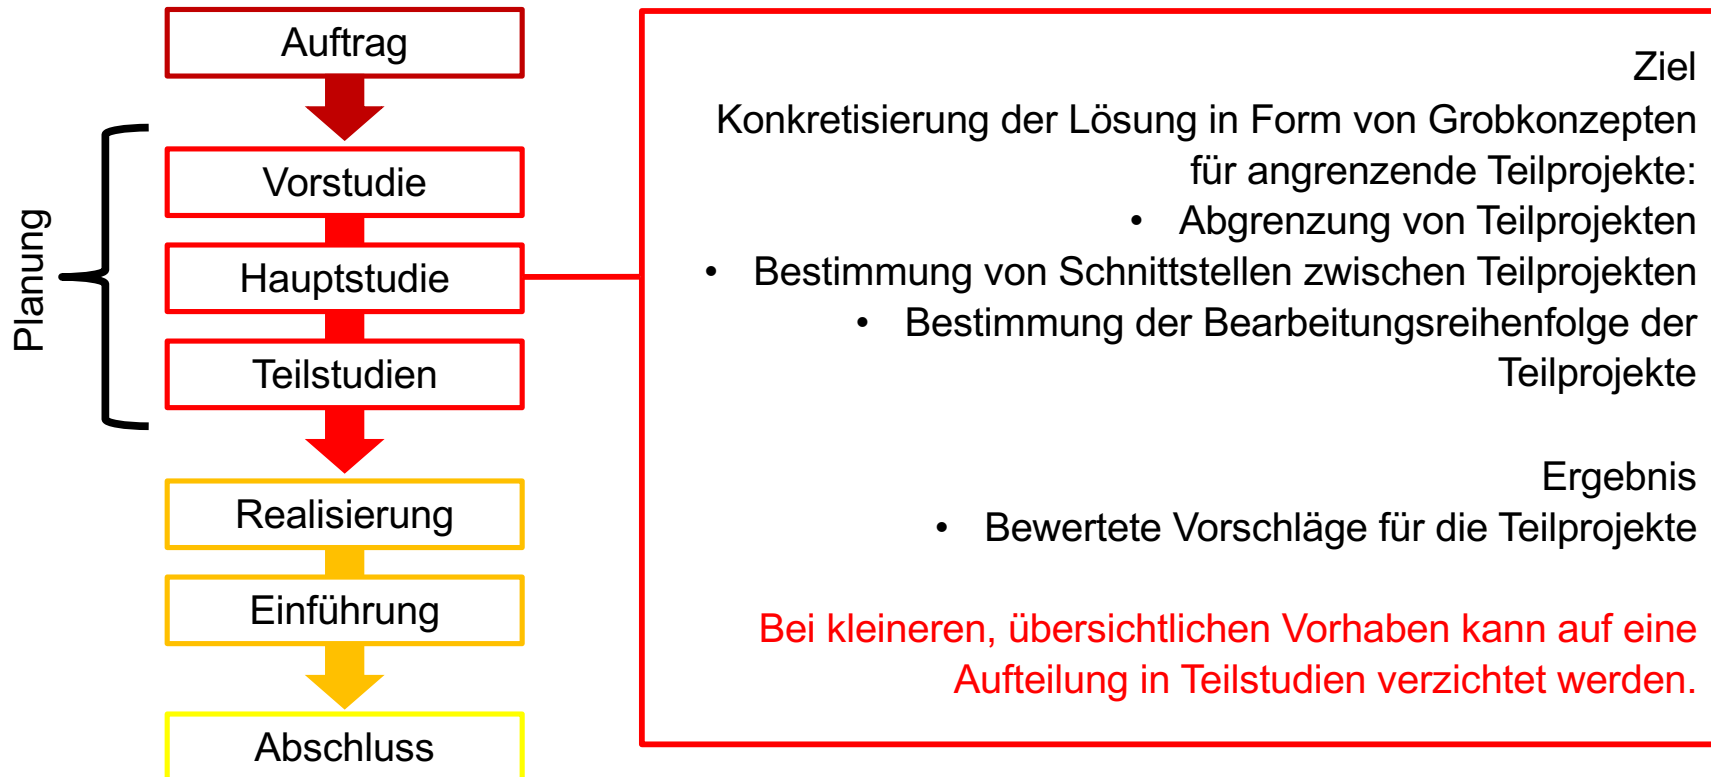 Auftrag
Planung
Vorstudie
Hauptstudie
Teilstudien
Realisierung
Einführung
Abschluss
Ziel
Konkretisierung der Lösung in Form von Grobkonzepten
für angrenzende Teilprojekte:
• Abgrenzung von Teilprojekten
• Bestimmung von Schnittstellen zwischen Teilprojekten
• Bestimmung der Bearbeitungsreihenfolge der
Teilprojekte
Ergebnis
• Bewertete Vorschläge für die Teilprojekte
Bei kleineren, übersichtlichen Vorhaben kann auf eine
Aufteilung in Teilstudien verzichtet werden.